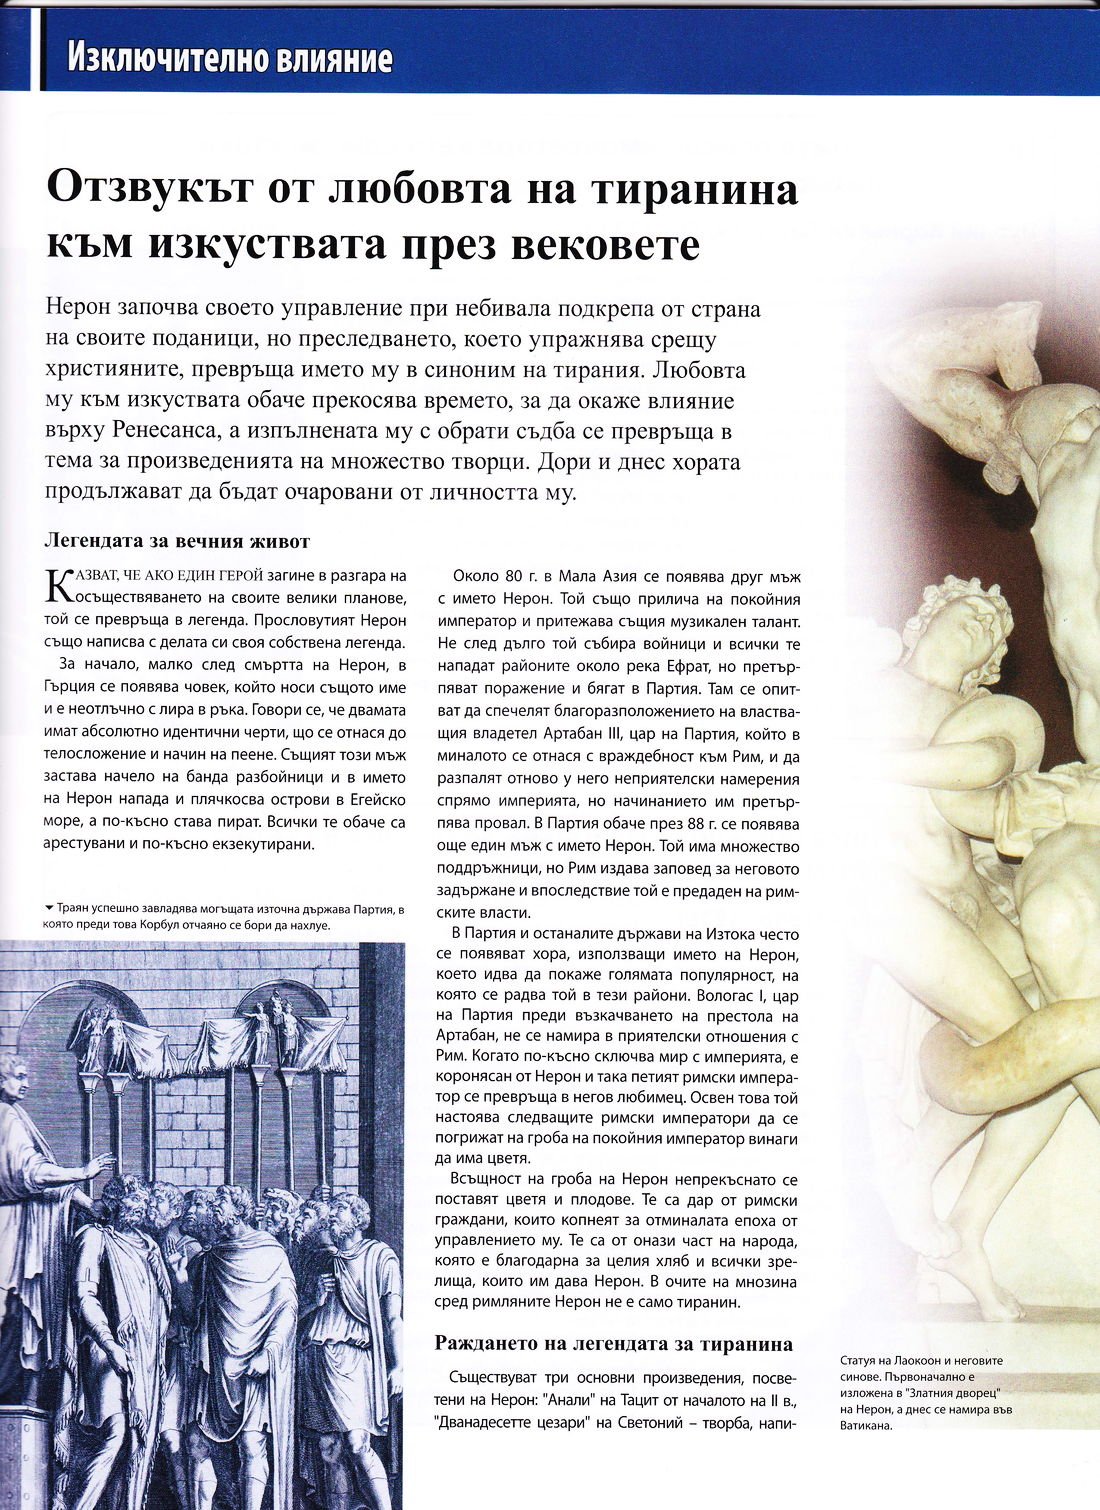 Изключително влияние
Отзвукът от любовта на тиранина
към изкуствата през вековете
Нерон започва своето управление при небивала подкрепа от страна
на своите поданици, но преследването, което упражнява срещу
християните, превръща името му в синоним на тирания. Любовта
му към изкуствата обаче прекосява времето, за да окаже влияние
върху Ренесанса, а изпълнената му с обрати съдба се превръща в
тема за произведенията на множество творци. Дори и днес хората
продължават да бъдат очаровани от личността му.
Легендата за вечния живот
КАЗВАТ, ЧЕ АКО ЕДИН ГЕРОЙ загине в разгара на
осъществяването на своите велики планове,
той се превръща в легенда. Прословутият Нерон
също написва с делата си своя собствена легенда.
За начало, малко след смъртта на Нерон, в
Гърция се появява човек, който носи същото име
и е неотлъчно с лира в ръка. Говори се, че двамата
имат абсолютно идентични черти, що се отнася до
телосложение и начин на пеене. Същият този мъж
застава начело на банда разбойници и в името
на Нерон напада и плячкосва острови в Егейско
море, а по-късно става пират. Всички те обаче са
арестувани и по-късно екзекутирани.
Траян успешно завладява могъщата източна държава Партия, в
която преди това Корбул отчаяно се бори да нахлуе.
Около 80 г. в Мала Азия се появява друг мъж
с името Нерон. Той също прилича на покойния
император и притежава същия музикален талант.
Не след дълго той събира войници и всички те
нападат районите около река Ефрат, но претър-
пяват поражение и бягат в Партия. Там се опит-
ват да спечелят благоразположението на властва-
щия владетел Артабан III, цар на Партия, който в
миналото се отнася с враждебност към Рим, и да
разпалят отново у него неприятелски намерения
спрямо империята, но начинанието им претър-
пява провал. В Партия обаче през 88 г. се появява
още един мъж с името Нерон. Той има множество
поддръжници, но Рим издава заповед за неговото
задържане и впоследствие той е предаден на рим-
ските власти.
В Партия и останалите държави на Изтока често
се появяват хора, използващи името на Нерон,
което идва да покаже голямата популярност, на
която се радва той в тези райони. Вологас I, цар
на Партия преди възкачването на престола на
Артабан, не се намира в приятелски отношения с
Рим. Когато по-късно сключва мир с империята, е
коронясан от Нерон и така петият римски импера-
тор се превръща в негов любимец. Освен това той
настоява следващите римски императори да се
погрижат на гроба на покойния император винаги
да има цветя.
Всъщност на гроба на Нерон непрекъснато се
поставят цветя и плодове. Те са дар от римски
граждани, които копнеят за отминалата епоха от
управлението му. Те са от онази част на народа,
която е благодарна за целия хляб и всички зре-
лища, които им дава Нерон. В очите на мнозина
сред римляните Нерон не е само тиранин.
Раждането на легендата за тиранина
Съществуват три основни произведения, посве-
тени на Нерон: "Анали" на Тацит от началото на II в.,
"Дванадесетте цезари" на Светоний – творба, напи-
Статуя на Лаокоон и неговите
синове. Първоначално е
изложена в "Златния дворец"
на Нерон, а днес се намира във
Ватикана.